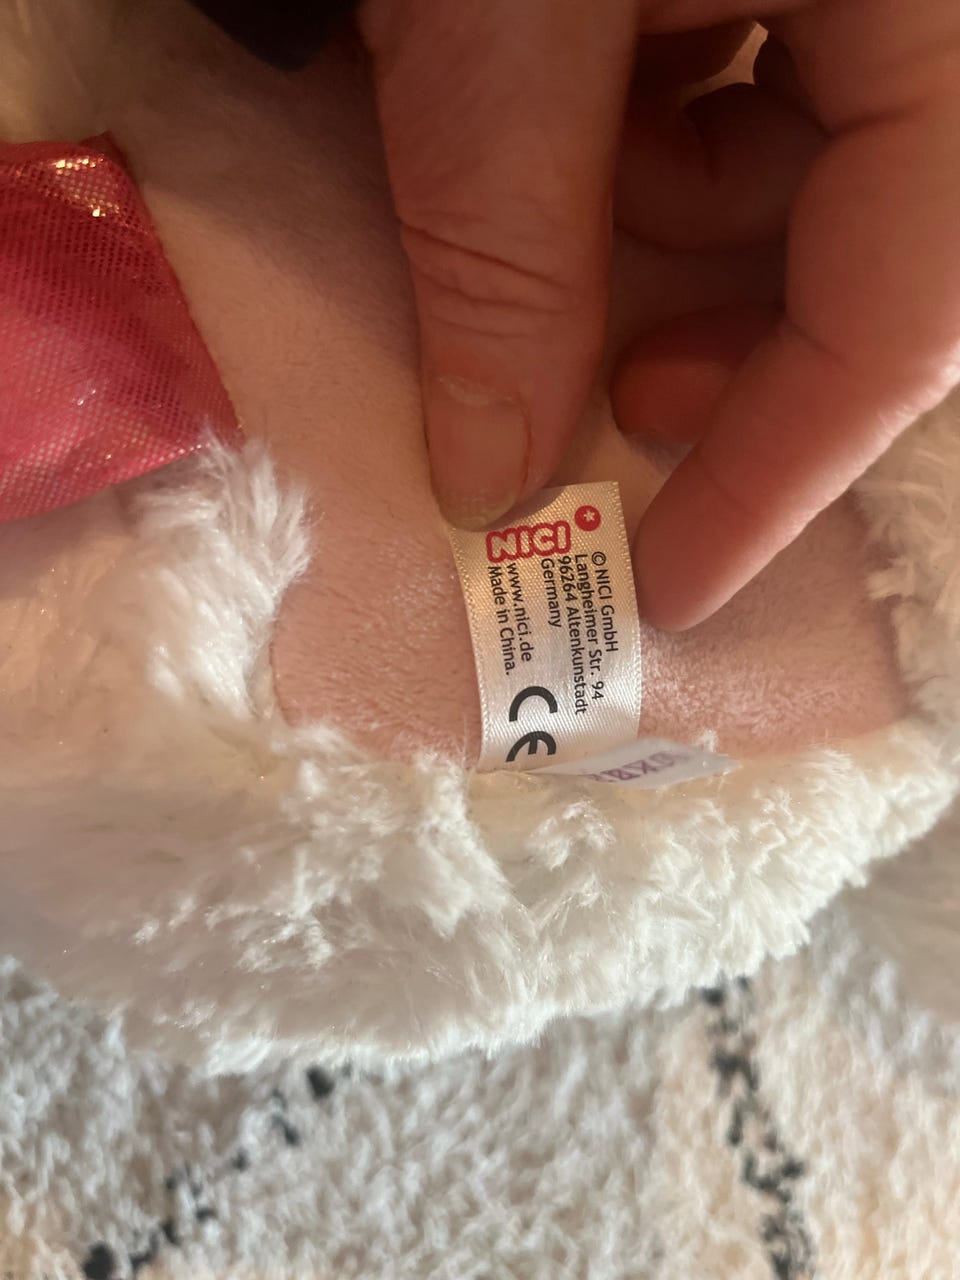 NICI
© NICI GmbH
Langheimer Str. 94
96264 Altenkunstadt
Germany
www.nici.de
Made in China.
CE